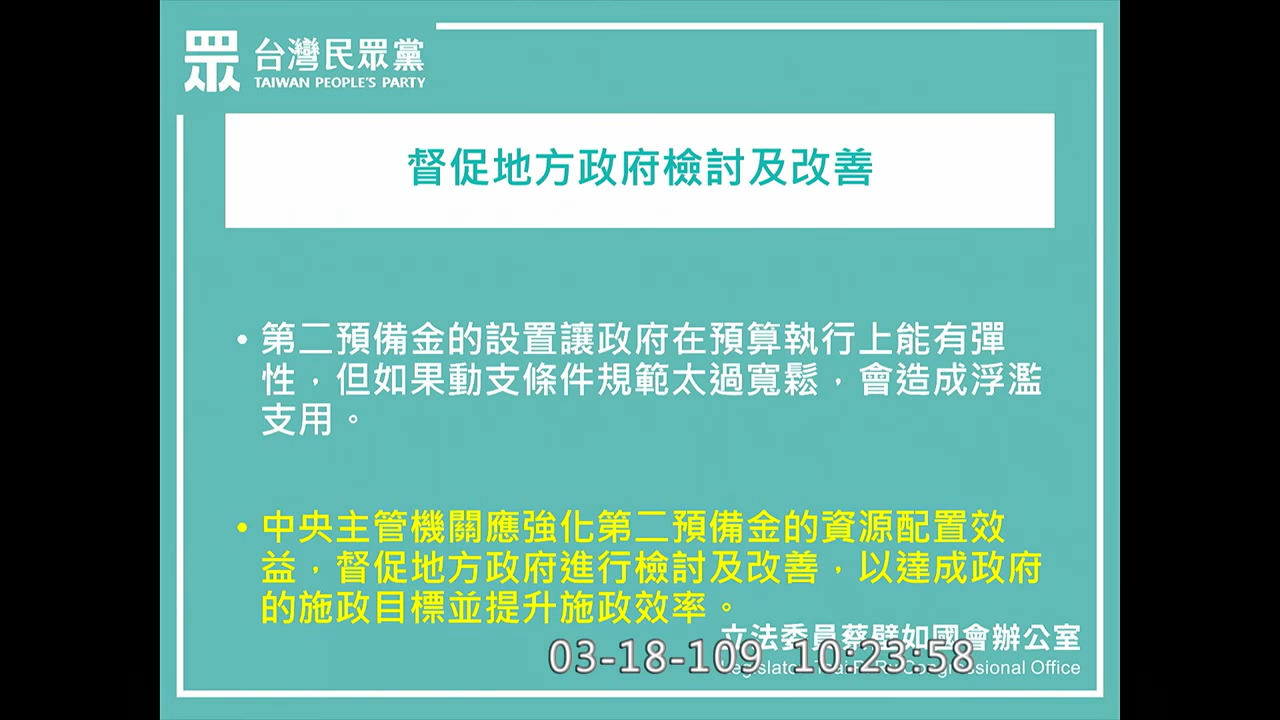 眾 台灣民眾黨
TAIWAN PEOPLE'S PARTY
督促地方政府檢討及改善
• 第二預備金的設置讓政府在預算執行上能有彈
性，但如果動支條件規範太過寬鬆，會造成浮濫
支用。
• 中央主管機關應強化第二預備金的資源配置效
益，督促地方政府進行檢討及改善，以達成政府
的施政目標並提升施政效率。
立法委員蔡壁如國會辦公室
Congressional Office
03-18-109 10:23:58